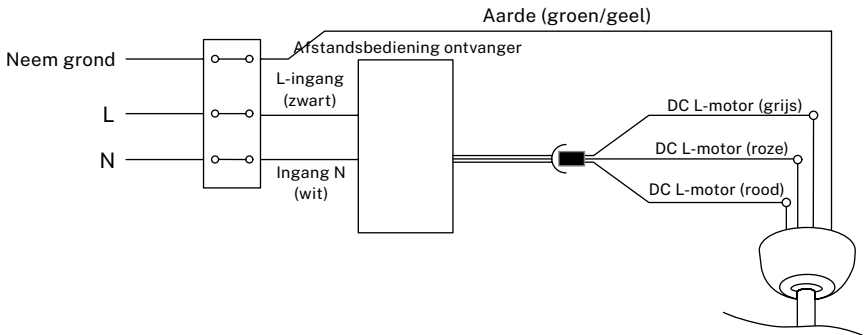 Aarde (groen/geel)
Neem grond
Afstandsbediening ontvanger
L-ingang
(zwart)
L
DC L-motor (grijs)
DC L-motor (roze)
N
Ingang N
(wit)
DC L-motor (rood)